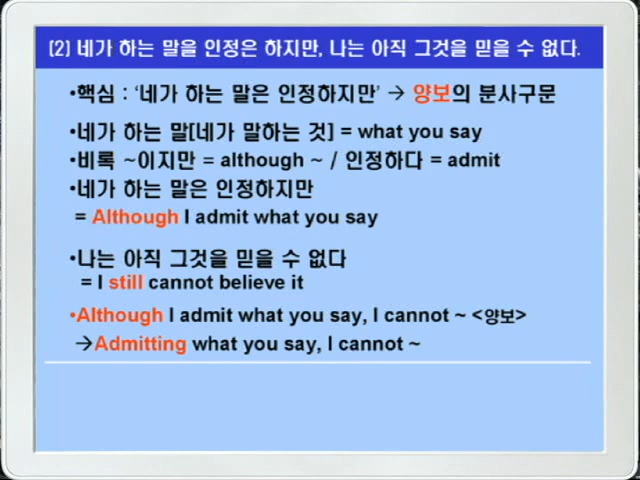 (2) 네가 하는 말을 인정은 하지만, 나는 아직 그것을 믿을 수 없다.
•핵심 : ‘네가 하는 말은 인정하지만’ → 양보의 분사구문
•네가 하는 말[네가 말하는 것] = what you say
•비록 ~이지만 = although ~ / 인정하다 = admit
•네가 하는 말은 인정하지만
= Although I admit what you say
•나는 아직 그것을 믿을 수 없다
= I still cannot believe it
•Although I admit what you say, I cannot ~ <양보>
→Admitting what you say, I cannot ~